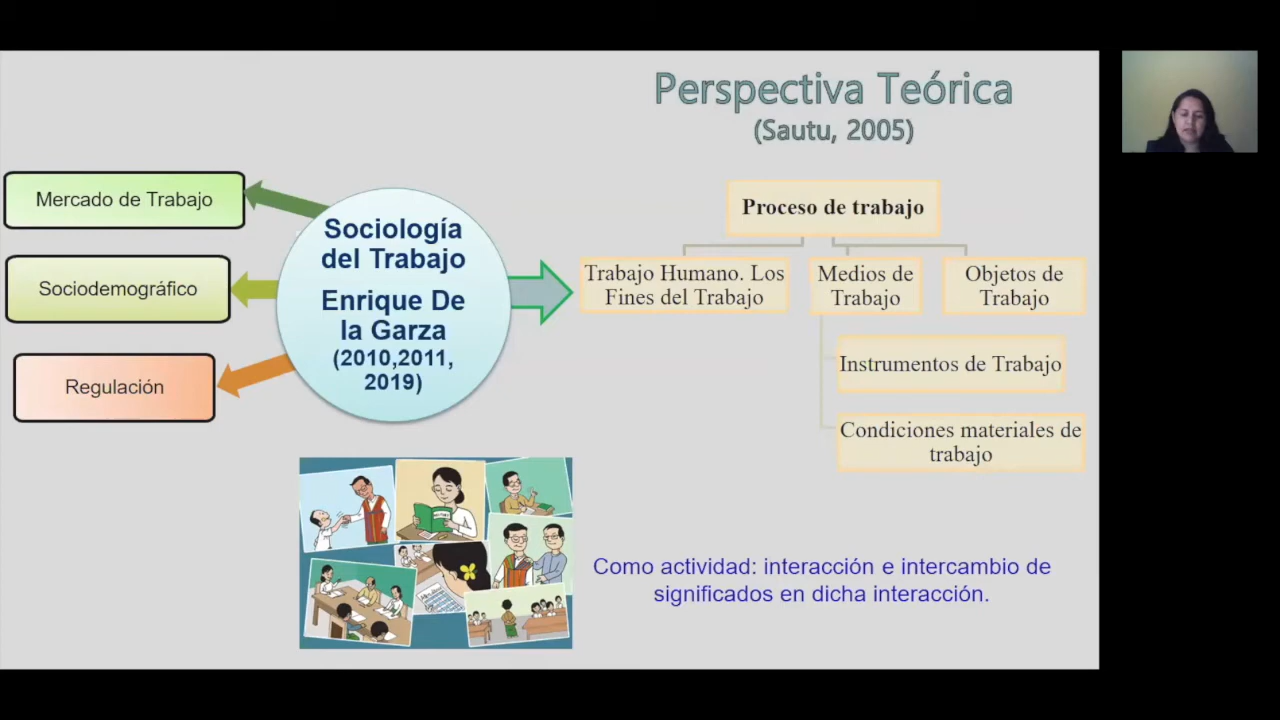 Perspectiva Teórica
(Sautu, 2005)
Mercado de Trabajo
Sociodemográfico
Regulación
Sociología
del Trabajo
Enrique De
la Garza
(2010,2011,
2019)
Proceso de trabajo
Trabajo Humano. Los
Fines del Trabajo
Medios de
Trabajo
Objetos de
Trabajo
Instrumentos de Trabajo
Condiciones materiales de
trabajo
Como actividad: interacción e intercambio de
significados en dicha interacción.